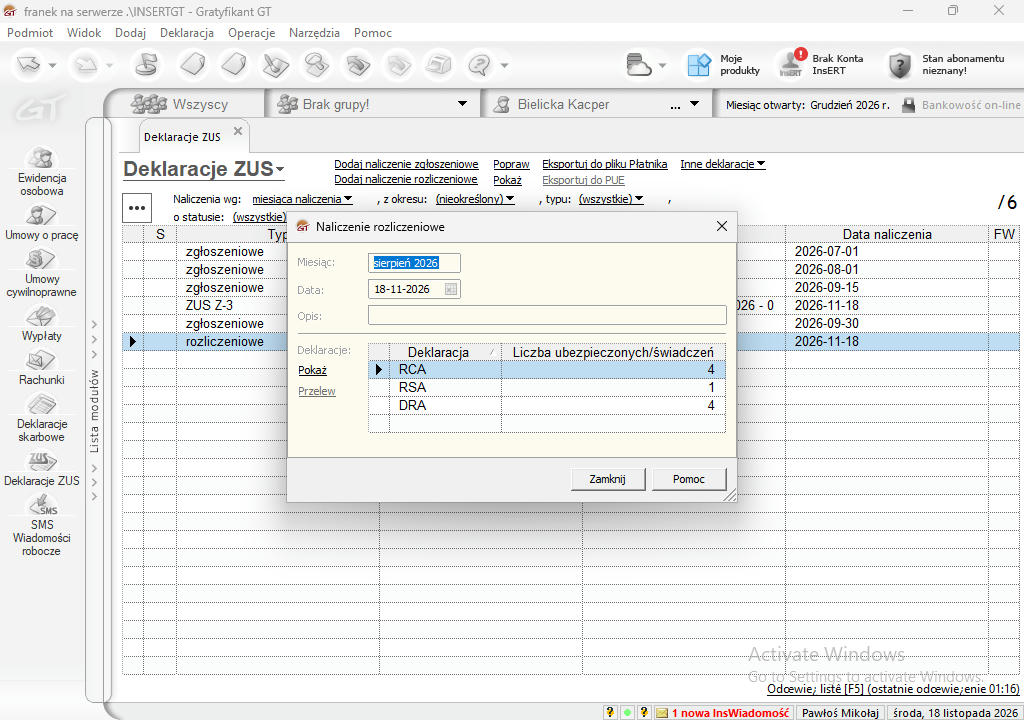 franek na serwerze .\INSERTGT - Gratyfikant GT
Podmiot Widok Dodaj Deklaracja Operacje Narzędzia Pomoc
Moje produkty
Brak Konta InsERT
Stan abonamentu nieznany!
Wszyscy
Brak grupy!
Bielicka Kacper
...
Miesiąc otwarty: Grudzień 2026 r.
Bankowość on-line
GT
Ewidencja osobowa
Umowy o pracę
Umowy cywilnoprawne
Wypłaty
Rachunki
Deklaracje skarbowe
Deklaracje ZUS
SMS Wiadomości robocze
Lista modułów
Deklaracje ZUS
Deklaracje ZUS
Dodaj naliczenie zgłoszeniowe
Dodaj naliczenie rozliczeniowe
Popraw
Pokaż
Eksportuj do pliku Płatnika
Eksportuj do PUE
Inne deklaracje
Naliczenia wg: miesiąca naliczenia , z okresu: (nieokreślony) , typu: (wszystkie) ,
o statusie: (wszystkie)
/ 6
S Typ Data naliczenia FW
zgłoszeniowe 2026-07-01
zgłoszeniowe 2026-08-01
zgłoszeniowe 2026-09-15
ZUS Z-3 026 - 0 2026-11-18
zgłoszeniowe 2026-09-30
rozliczeniowe 2026-11-18
Naliczenie rozliczeniowe
Miesiąc: sierpień 2026
Data: 18-11-2026
Opis:
Deklaracje:
Pokaż
Przelew
Deklaracja Liczba ubezpieczonych/świadczeń
RCA 4
RSA 1
DRA 4
Zamknij Pomoc
Activate Windows
Go to Settings to activate Windows.
Odśwież listę [F5] (ostatnie odświeżenie 01:16)
1 nowa InsWiadomość
Pawłoś Mikołaj
środa, 18 listopada 2026